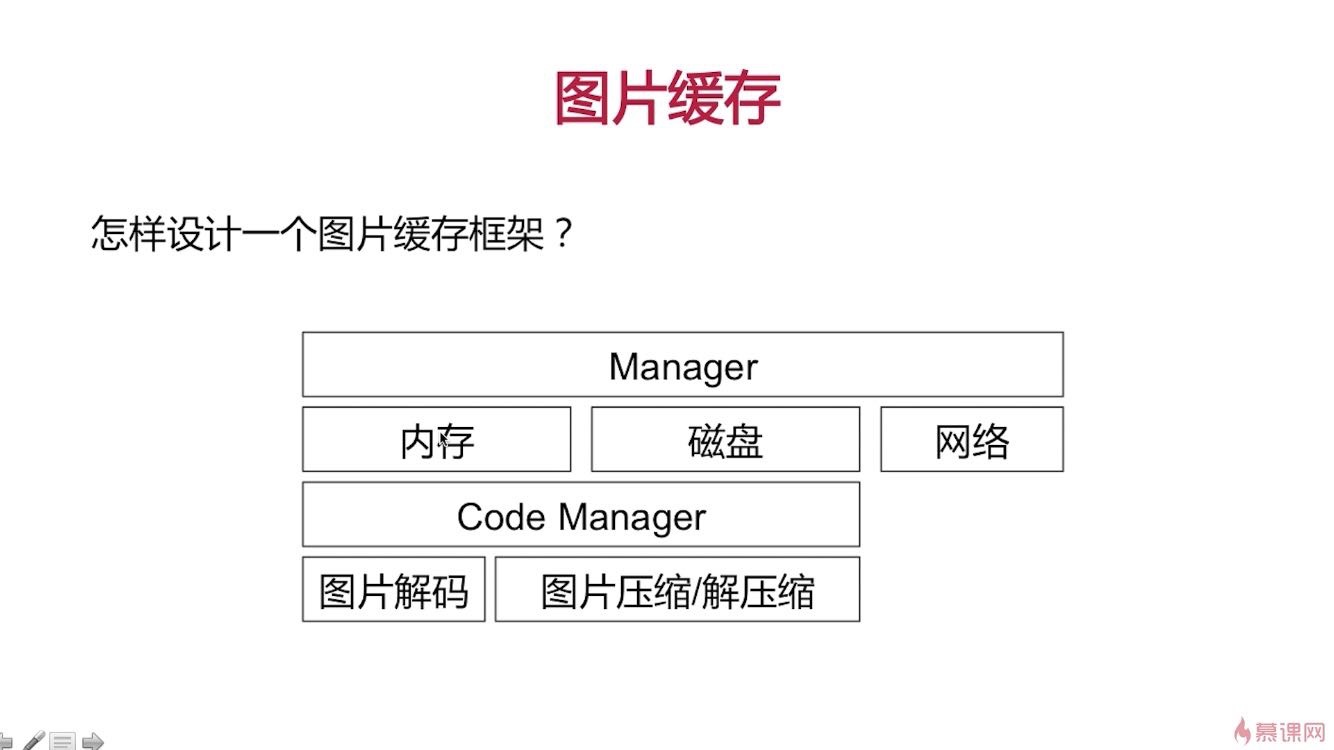 图片缓存
怎样设计一个图片缓存框架？
Manager
内存 磁盘 网络
Code Manager
图片解码 图片压缩/解压缩
慕课网